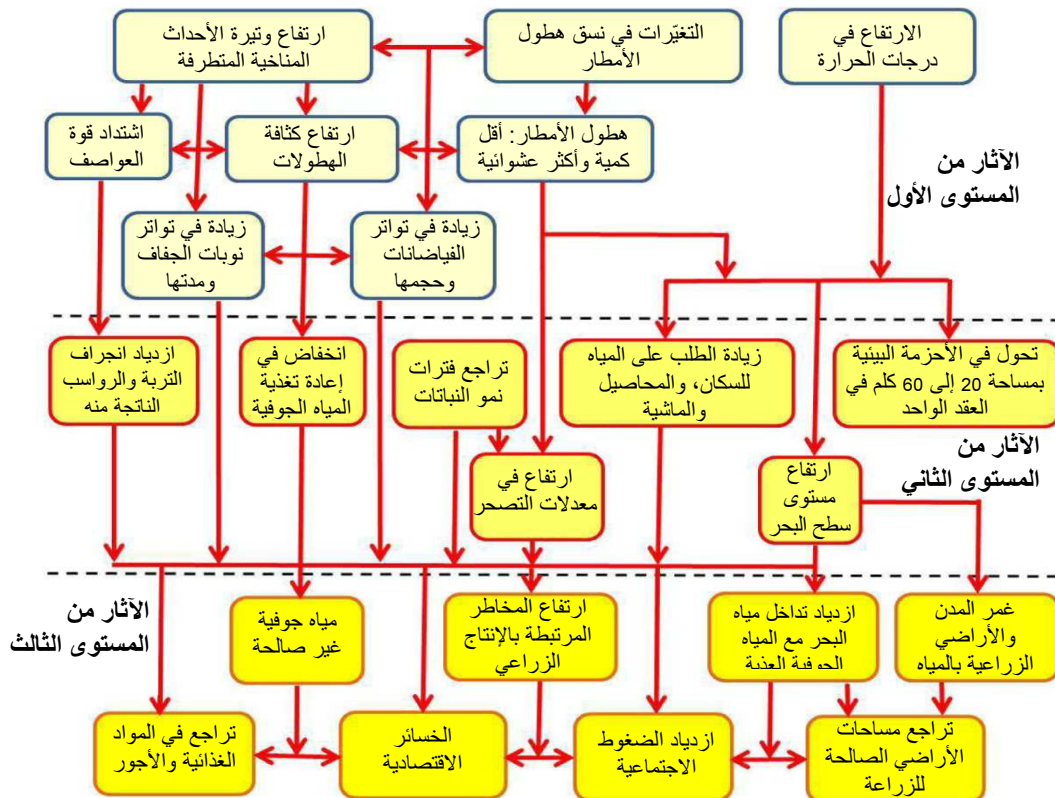 الارتفاع في
درجات الحرارة
التغيّرات في نسق هطول
الأمطار
ارتفاع وتيرة الأحداث
المناخية المتطرفة
هطول الأمطار: أقل
كمية وأكثر عشوائية
ارتفاع كثافة
الهطولات
اشتداد قوة
العواصف
الآثار من
المستوى الأول
زيادة في تواتر
الفياضانات
وحجمها
زيادة في تواتر
نوبات الجفاف
ومدتها
تحول في الأحزمة البيئية
بمساحة 20 إلى 60 كلم في
العقد الواحد
زيادة الطلب على المياه
للسكان، والمحاصيل
والماشية
تراجع فترات
نمو النباتات
انخفاض في
إعادة تغذية
المياه الجوفية
ازدياد انجراف
التربة والرواسب
الناتجة منه
الآثار من
المستوى الثاني
ارتفاع
مستوى
سطح البحر
ارتفاع في
معدلات التصحر
غمر المدن
والأراضي
الزراعية بالمياه
ازدياد تداخل مياه
البحر مع المياه
الجوفية العذبة
ارتفاع المخاطر
المرتبطة بالإنتاج
الزراعي
مياه جوفية
غير صالحة
الآثار من
المستوى الثالث
تراجع مساحات
الأراضي الصالحة
للزراعة
ازدياد الضغوط
الاجتماعية
الخسائر
الاقتصادية
تراجع في المواد
الغذائية والأجور